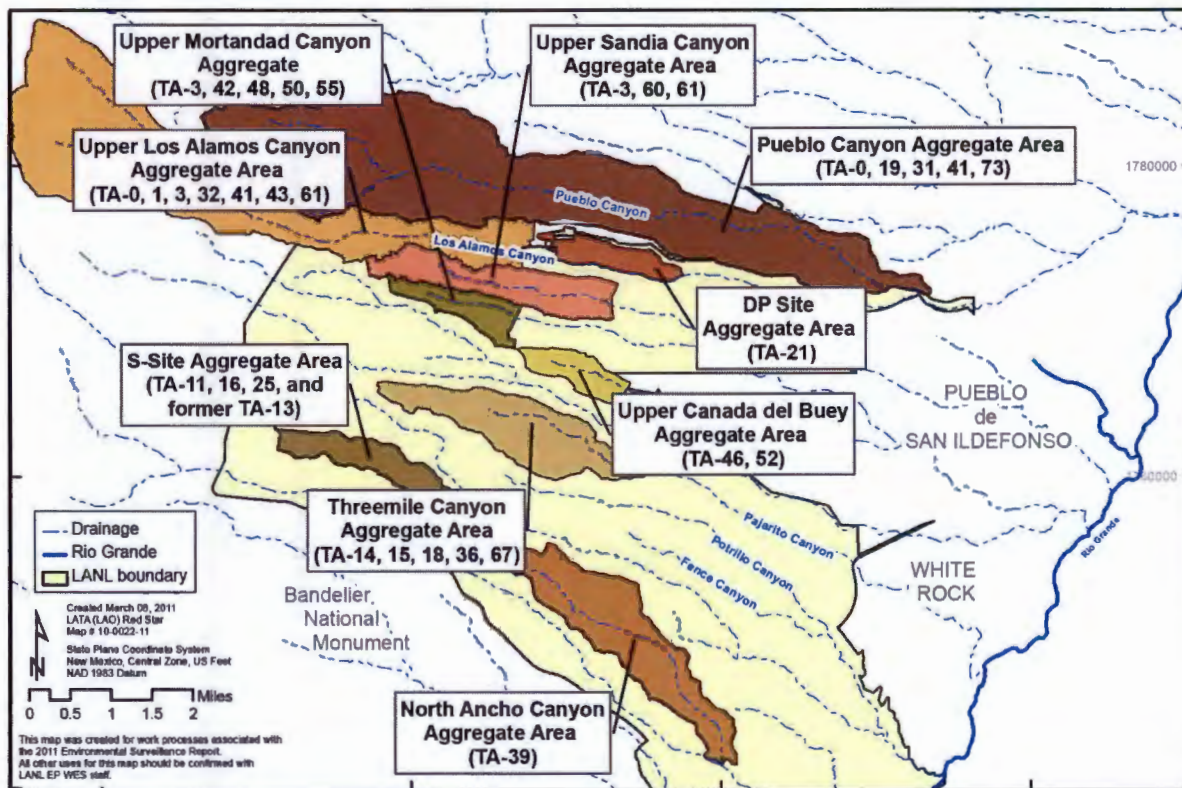 Upper Mortandad Canyon
Aggregate
(TA-3, 42, 48, 50, 55)
Upper Sandia Canyon
Aggregate Area
(TA-3, 60, 61)
Upper Los Alamos Canyon
Aggregate Area
(TA-0, 1, 3, 32, 41, 43, 61)
Pueblo Canyon Aggregate Area
(TA-0, 19, 31, 41, 73)
1780000
Pueblo Canyon
Los Alamos Canyon
DP Site
Aggregate Area
(TA-21)
S-Site Aggregate Area
(TA-11, 16, 25, and
former TA-13)
Upper Canada del Buey
Aggregate Area
(TA-46, 52)
PUEBLO
de
SAN ILDEFONSO
Threemile Canyon
Aggregate Area
(TA-14, 15, 18, 36, 67)
Pajarito Canyon
Potrillo Canyon
Fence Canyon
Rio Grande
WHITE
ROCK
Drainage
Rio Grande
LANL boundary
Bandelier
National
Monument
Created March 08, 2011
LATA (LAO) Red Star
Map # 10-0022-11
State Plane Coordinate System
New Mexico, Central Zone, US Feet
NAD 1983 Datum
N
Miles
0 0.5 1 1.5 2
North Ancho Canyon
Aggregate Area
(TA-39)
This map was created for work processes associated with
the 2011 Environmental Surveillance Report.
All other uses for this map should be confirmed with
LANL EP WES staff.